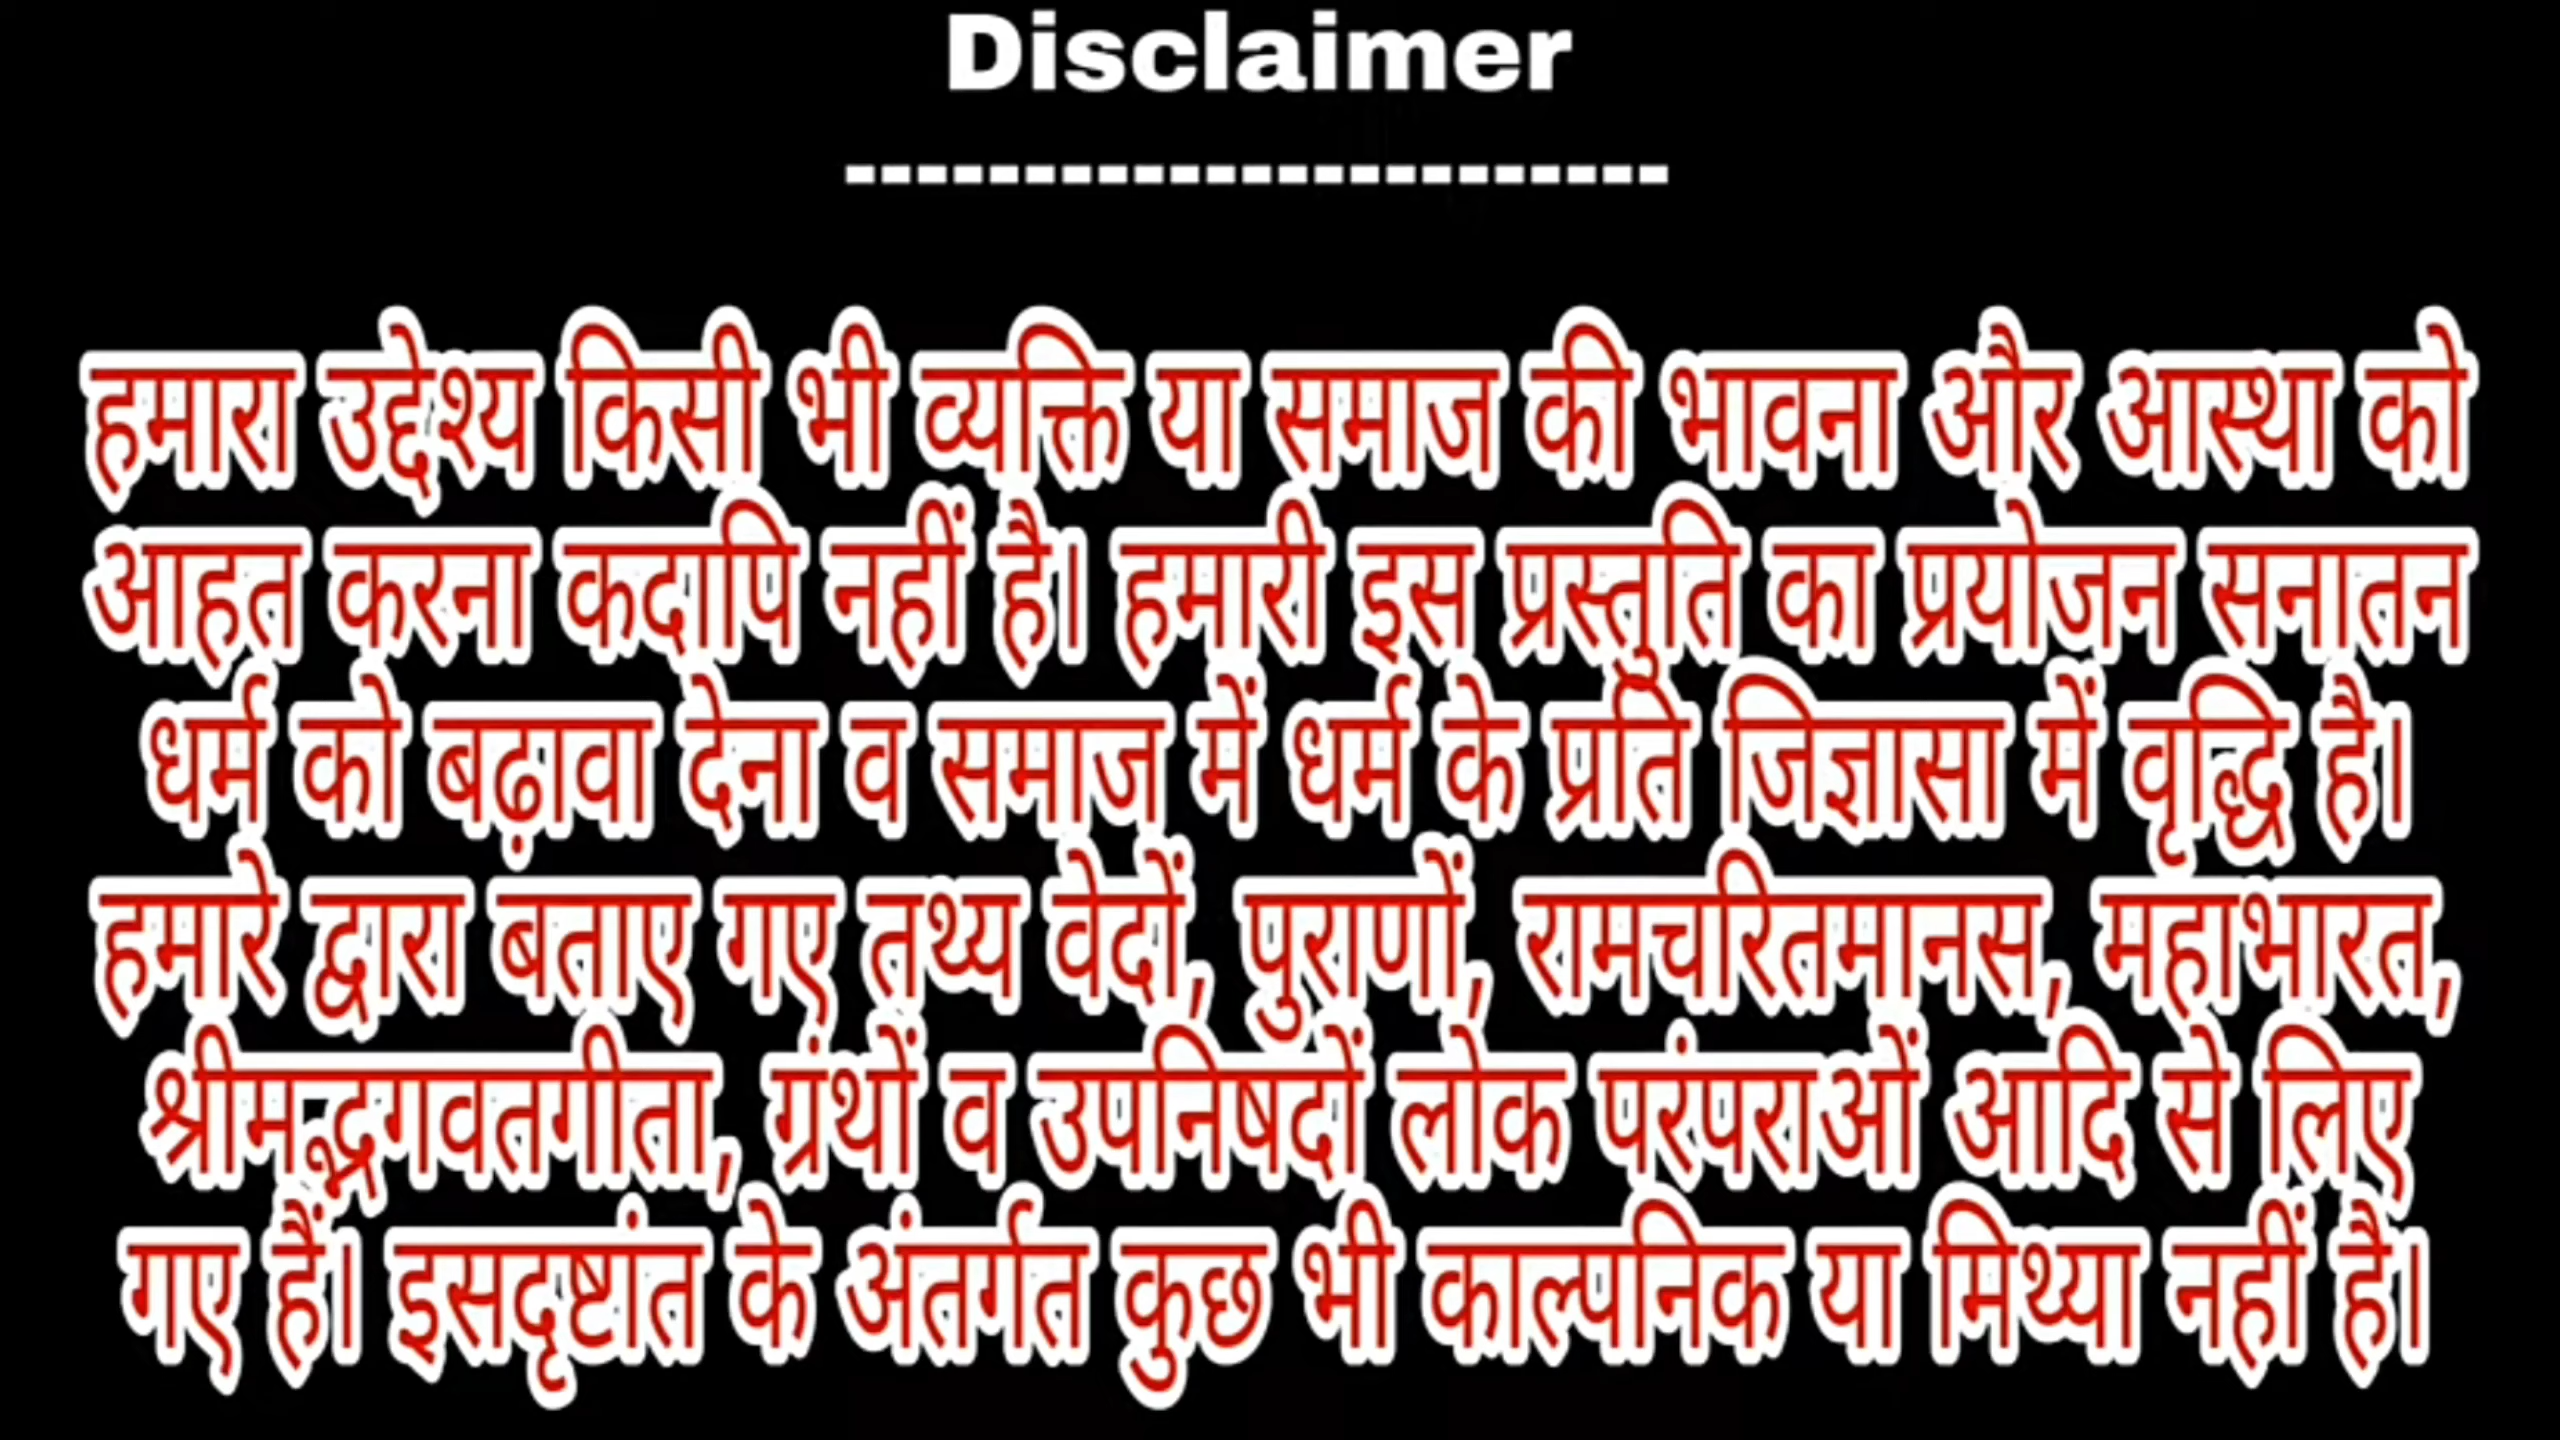 Disclaimer
-----------------------
हमारा उद्देश्य किसी भी व्यक्ति या समाज की भावना और आस्था को
आहत करना कदापि नहीं है। हमारी इस प्रस्तुति का प्रयोजन सनातन
धर्म को बढ़ावा देना व समाज में धर्म के प्रति जिज्ञासा में वृद्धि है।
हमारे द्वारा बताए गए तथ्य वेदों, पुराणों, रामचरितमानस, महाभारत,
श्रीमद्भगवतगीता, ग्रंथों व उपनिषदों लोक परंपराओं आदि से लिए
गए हैं। इसदृष्टांत के अंतर्गत कुछ भी काल्पनिक या मिथ्या नहीं है।